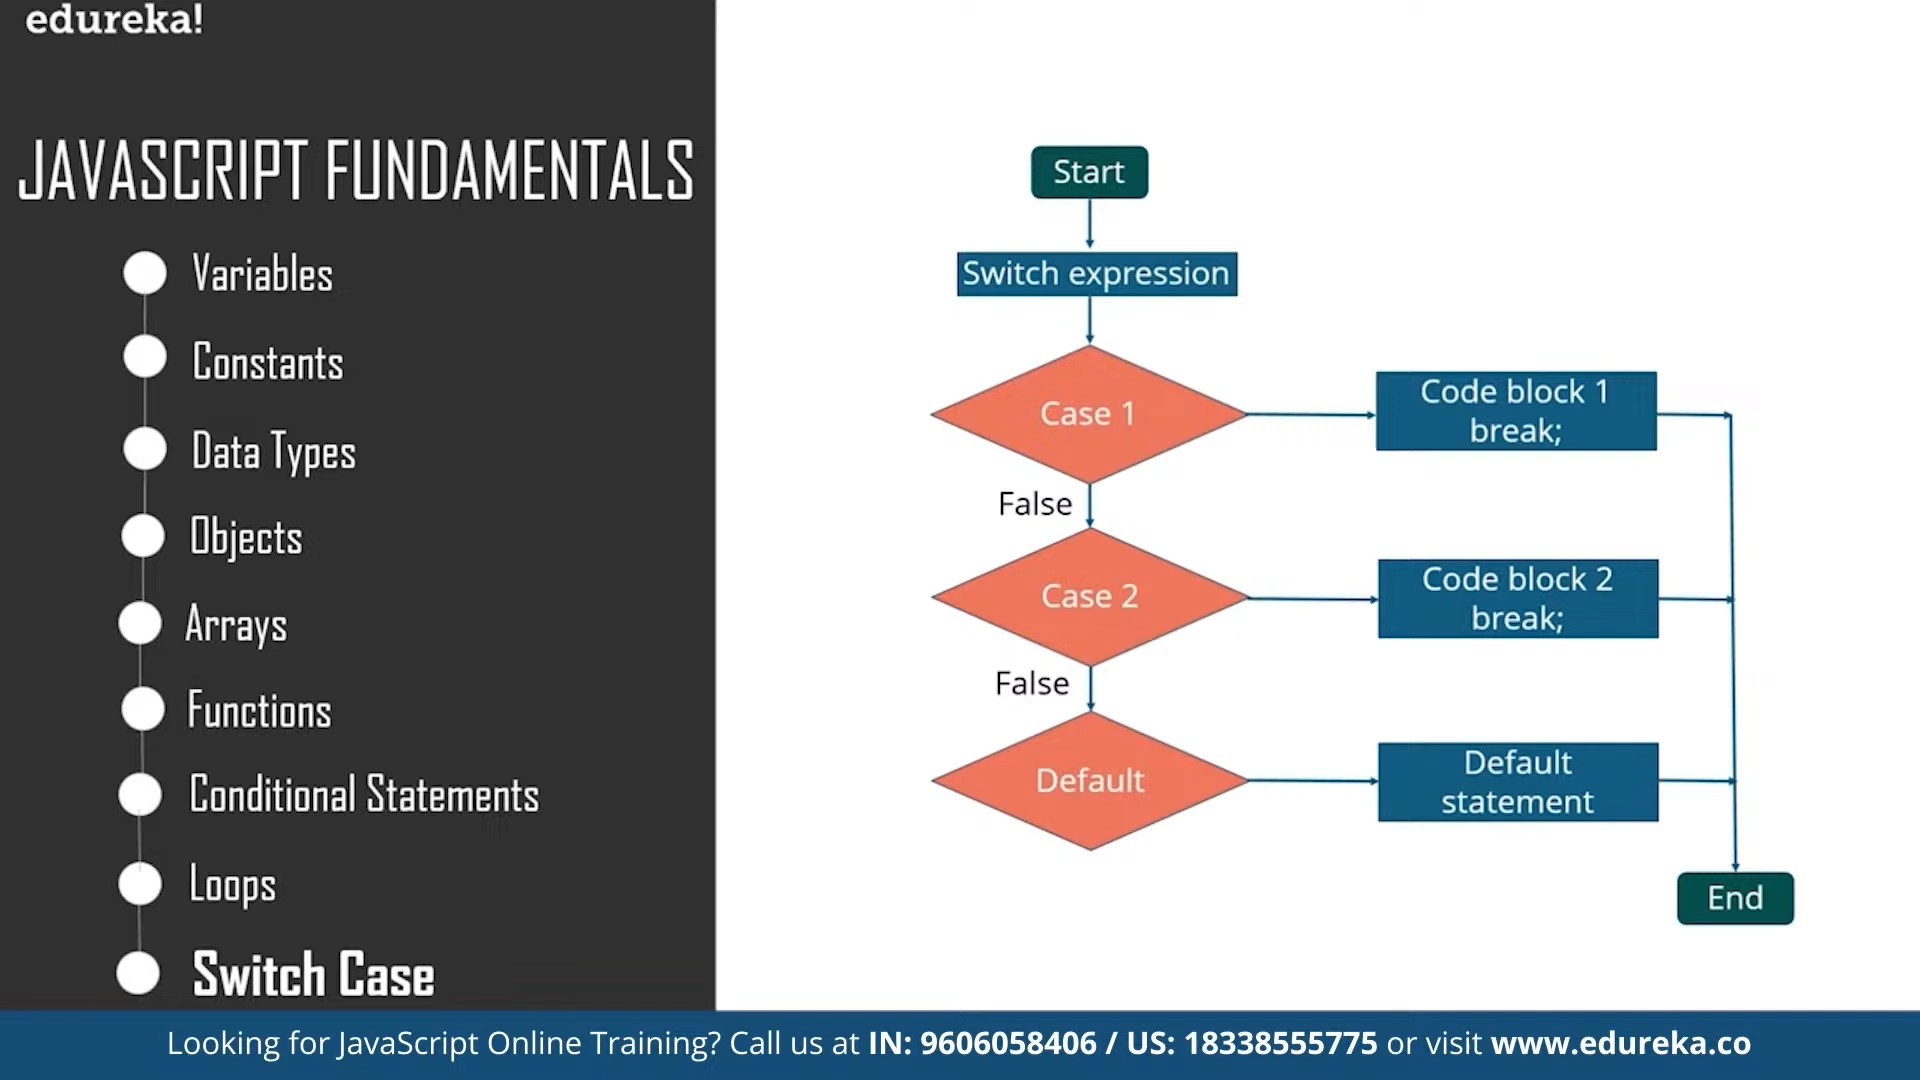 edureka!
JAVASCRIPT FUNDAMENTALS
Variables
Constants
Data Types
Objects
Arrays
Functions
Conditional Statements
Loops
Switch Case
Start
Switch expression
Case 1
Code block 1
break;
False
Case 2
Code block 2
break;
False
Default
Default
statement
End
Looking for JavaScript Online Training? Call us at IN: 9606058406 / US: 18338555775 or visit www.edureka.co